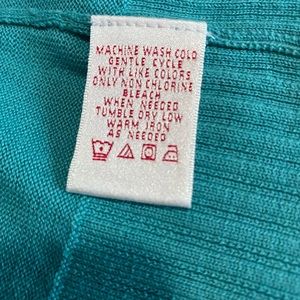 MACHINE WASH COLD
GENTLE CYCLE
WITH LIKE COLORS
ONLY NON CHLORINE
BLEACH
WHEN NEEDED
TUMBLE DRY LOW
WARM IRON
AS NEEDED